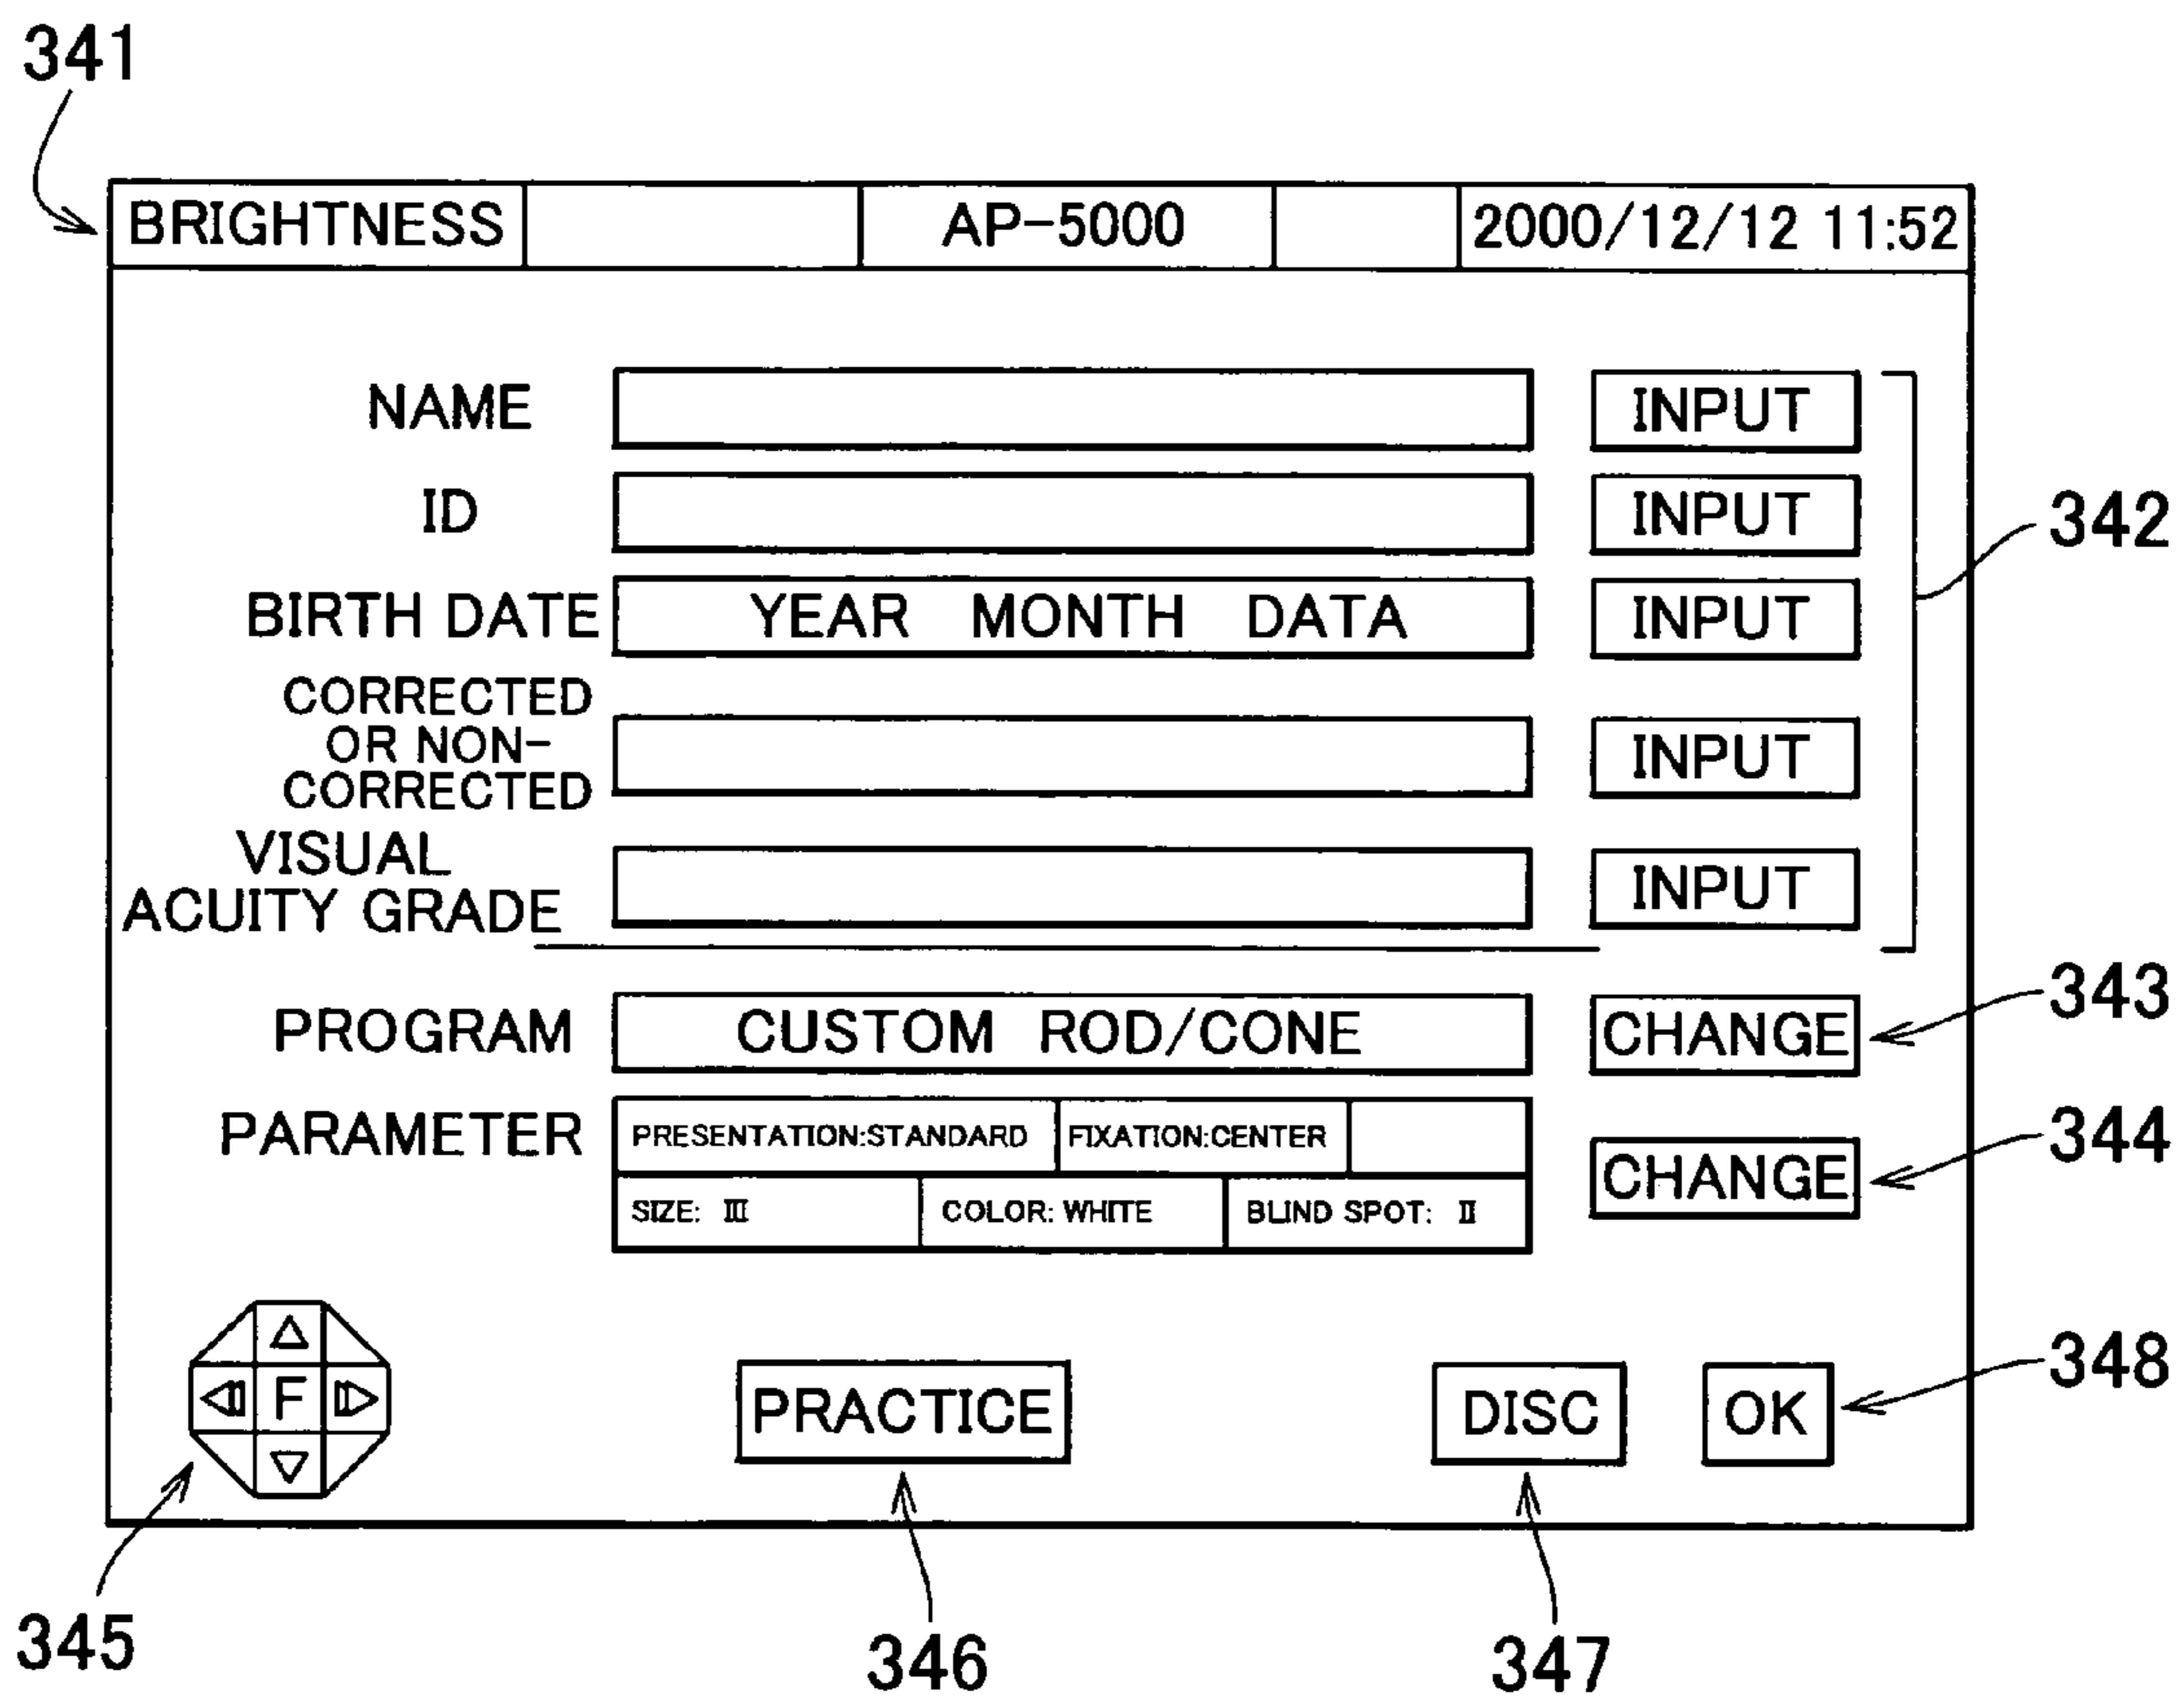 341
BRIGHTNESS AP-5000 2000/12/12 11:52
NAME INPUT
ID INPUT
342
BIRTH DATE YEAR MONTH DATA INPUT
CORRECTED
OR NON-
CORRECTED
INPUT
VISUAL
ACUITY GRADE
INPUT
PROGRAM CUSTOM ROD/CONE CHANGE 343
PARAMETER PRESENTATION:STANDARD FIXATION:CENTER
CHANGE 344
SIZE: III COLOR: WHITE BLIND SPOT: II
F
PRACTICE DISC OK 348
345 346 347